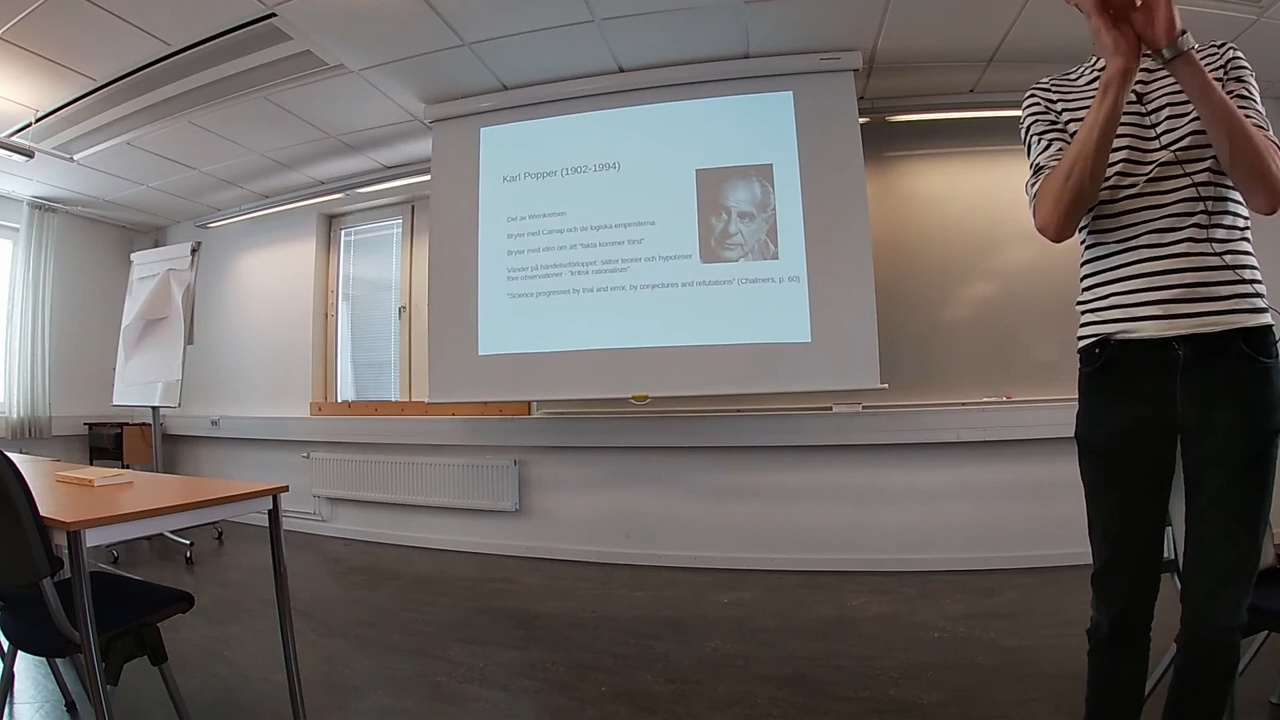 Karl Popper (1902-1994)
Del av Wienkretsen
Bryter med Carnap och de logiska empiristerna
Bryter med idén om att "fakta kommer först"
Vänder på händelseförloppet: sätter teorier och hypoteser
före observationer - "kritisk rationalism".
"Science progresses by trial and error, by conjectures and refutations" (Chalmers, p. 60)